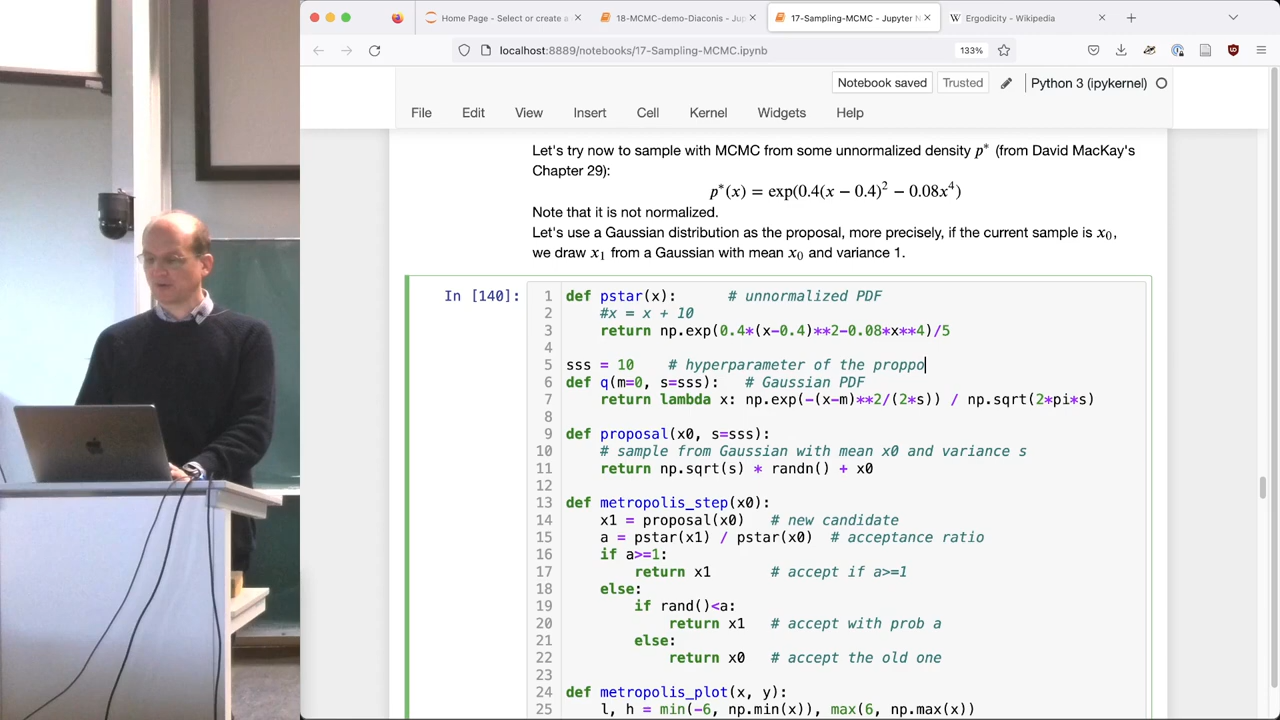 Home Page - Select or create a
18-MCMC-demo-Diaconis - Jup
17-Sampling-MCMC - Jupyter N
Ergodicity - Wikipedia
localhost:8889/notebooks/17-Sampling-MCMC.ipynb
133%
Notebook saved
Trusted
Python 3 (ipykernel)
File Edit View Insert Cell Kernel Widgets Help
Let's try now to sample with MCMC from some unnormalized density p* (from David MacKay's
Chapter 29):
p*(x) = exp(0.4(x − 0.4)² − 0.08x⁴)
Note that it is not normalized.
Let's use a Gaussian distribution as the proposal, more precisely, if the current sample is x₀,
we draw x₁ from a Gaussian with mean x₀ and variance 1.
In [140]:
1 def pstar(x):      # unnormalized PDF
2     #x = x + 10
3     return np.exp(0.4*(x-0.4)**2-0.08*x**4)/5
4
5 sss = 10    # hyperparameter of the proppo
6 def q(m=0, s=sss):   # Gaussian PDF
7     return lambda x: np.exp(-(x-m)**2/(2*s)) / np.sqrt(2*pi*s)
8
9 def proposal(x0, s=sss):
10     # sample from Gaussian with mean x0 and variance s
11     return np.sqrt(s) * randn() + x0
12
13 def metropolis_step(x0):
14     x1 = proposal(x0)   # new candidate
15     a = pstar(x1) / pstar(x0)  # acceptance ratio
16     if a>=1:
17         return x1       # accept if a>=1
18     else:
19         if rand()<a:
20             return x1   # accept with prob a
21         else:
22             return x0   # accept the old one
23
24 def metropolis_plot(x, y):
25     l, h = min(-6, np.min(x)), max(6, np.max(x))